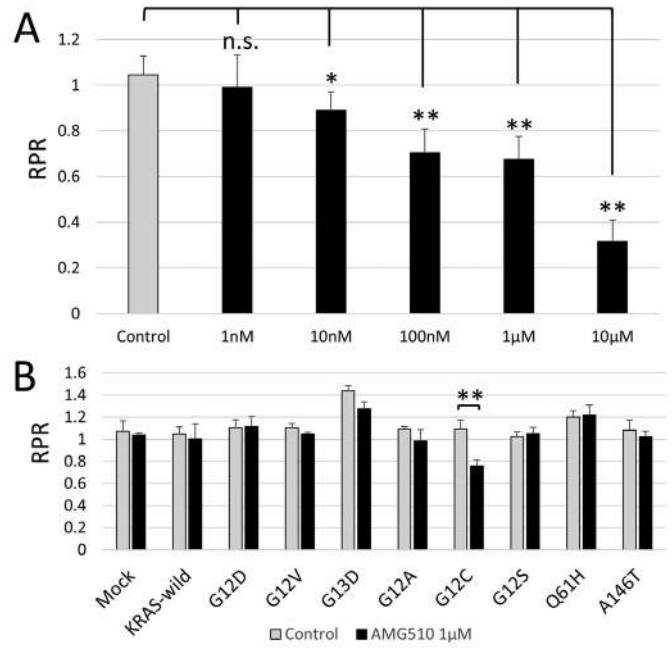 A
n.s.
*
**
**
**
RPR
1.2
1
0.8
0.6
0.4
0.2
0
Control 1nM 10nM 100nM 1µM 10µM
B
**
RPR
1.6
1.4
1.2
1
0.8
0.6
0.4
0.2
0
Mock KRAS-wild G12D G12V G13D G12A G12C G12S Q61H A146T
Control AMG510 1µM